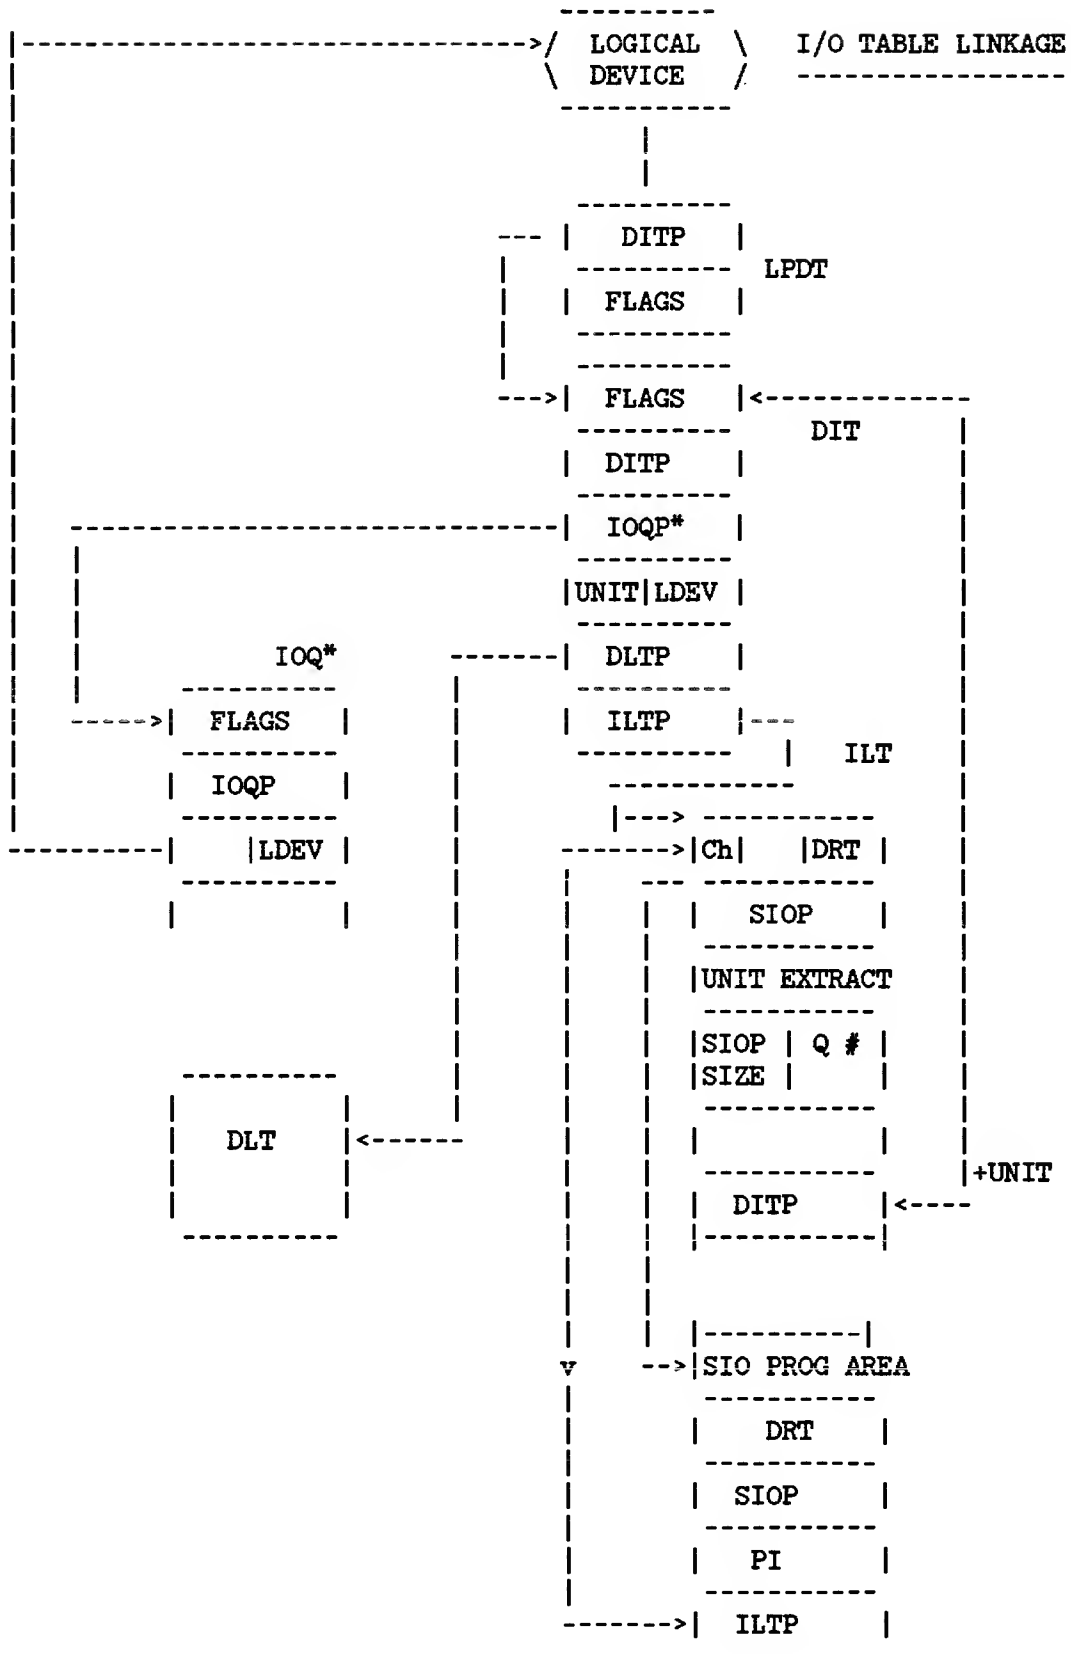 LOGICAL DEVICE
I/O TABLE LINKAGE
DITP
LPDT
FLAGS
FLAGS
DIT
DITP
IOQP*
UNIT|LDEV
IOQ*
DLTP
FLAGS
ILTP
ILT
IOQP
LDEV
Ch| |DRT
SIOP
UNIT EXTRACT
SIOP | Q #
SIZE
DLT
+UNIT
DITP
SIO PROG AREA
DRT
SIOP
PI
ILTP